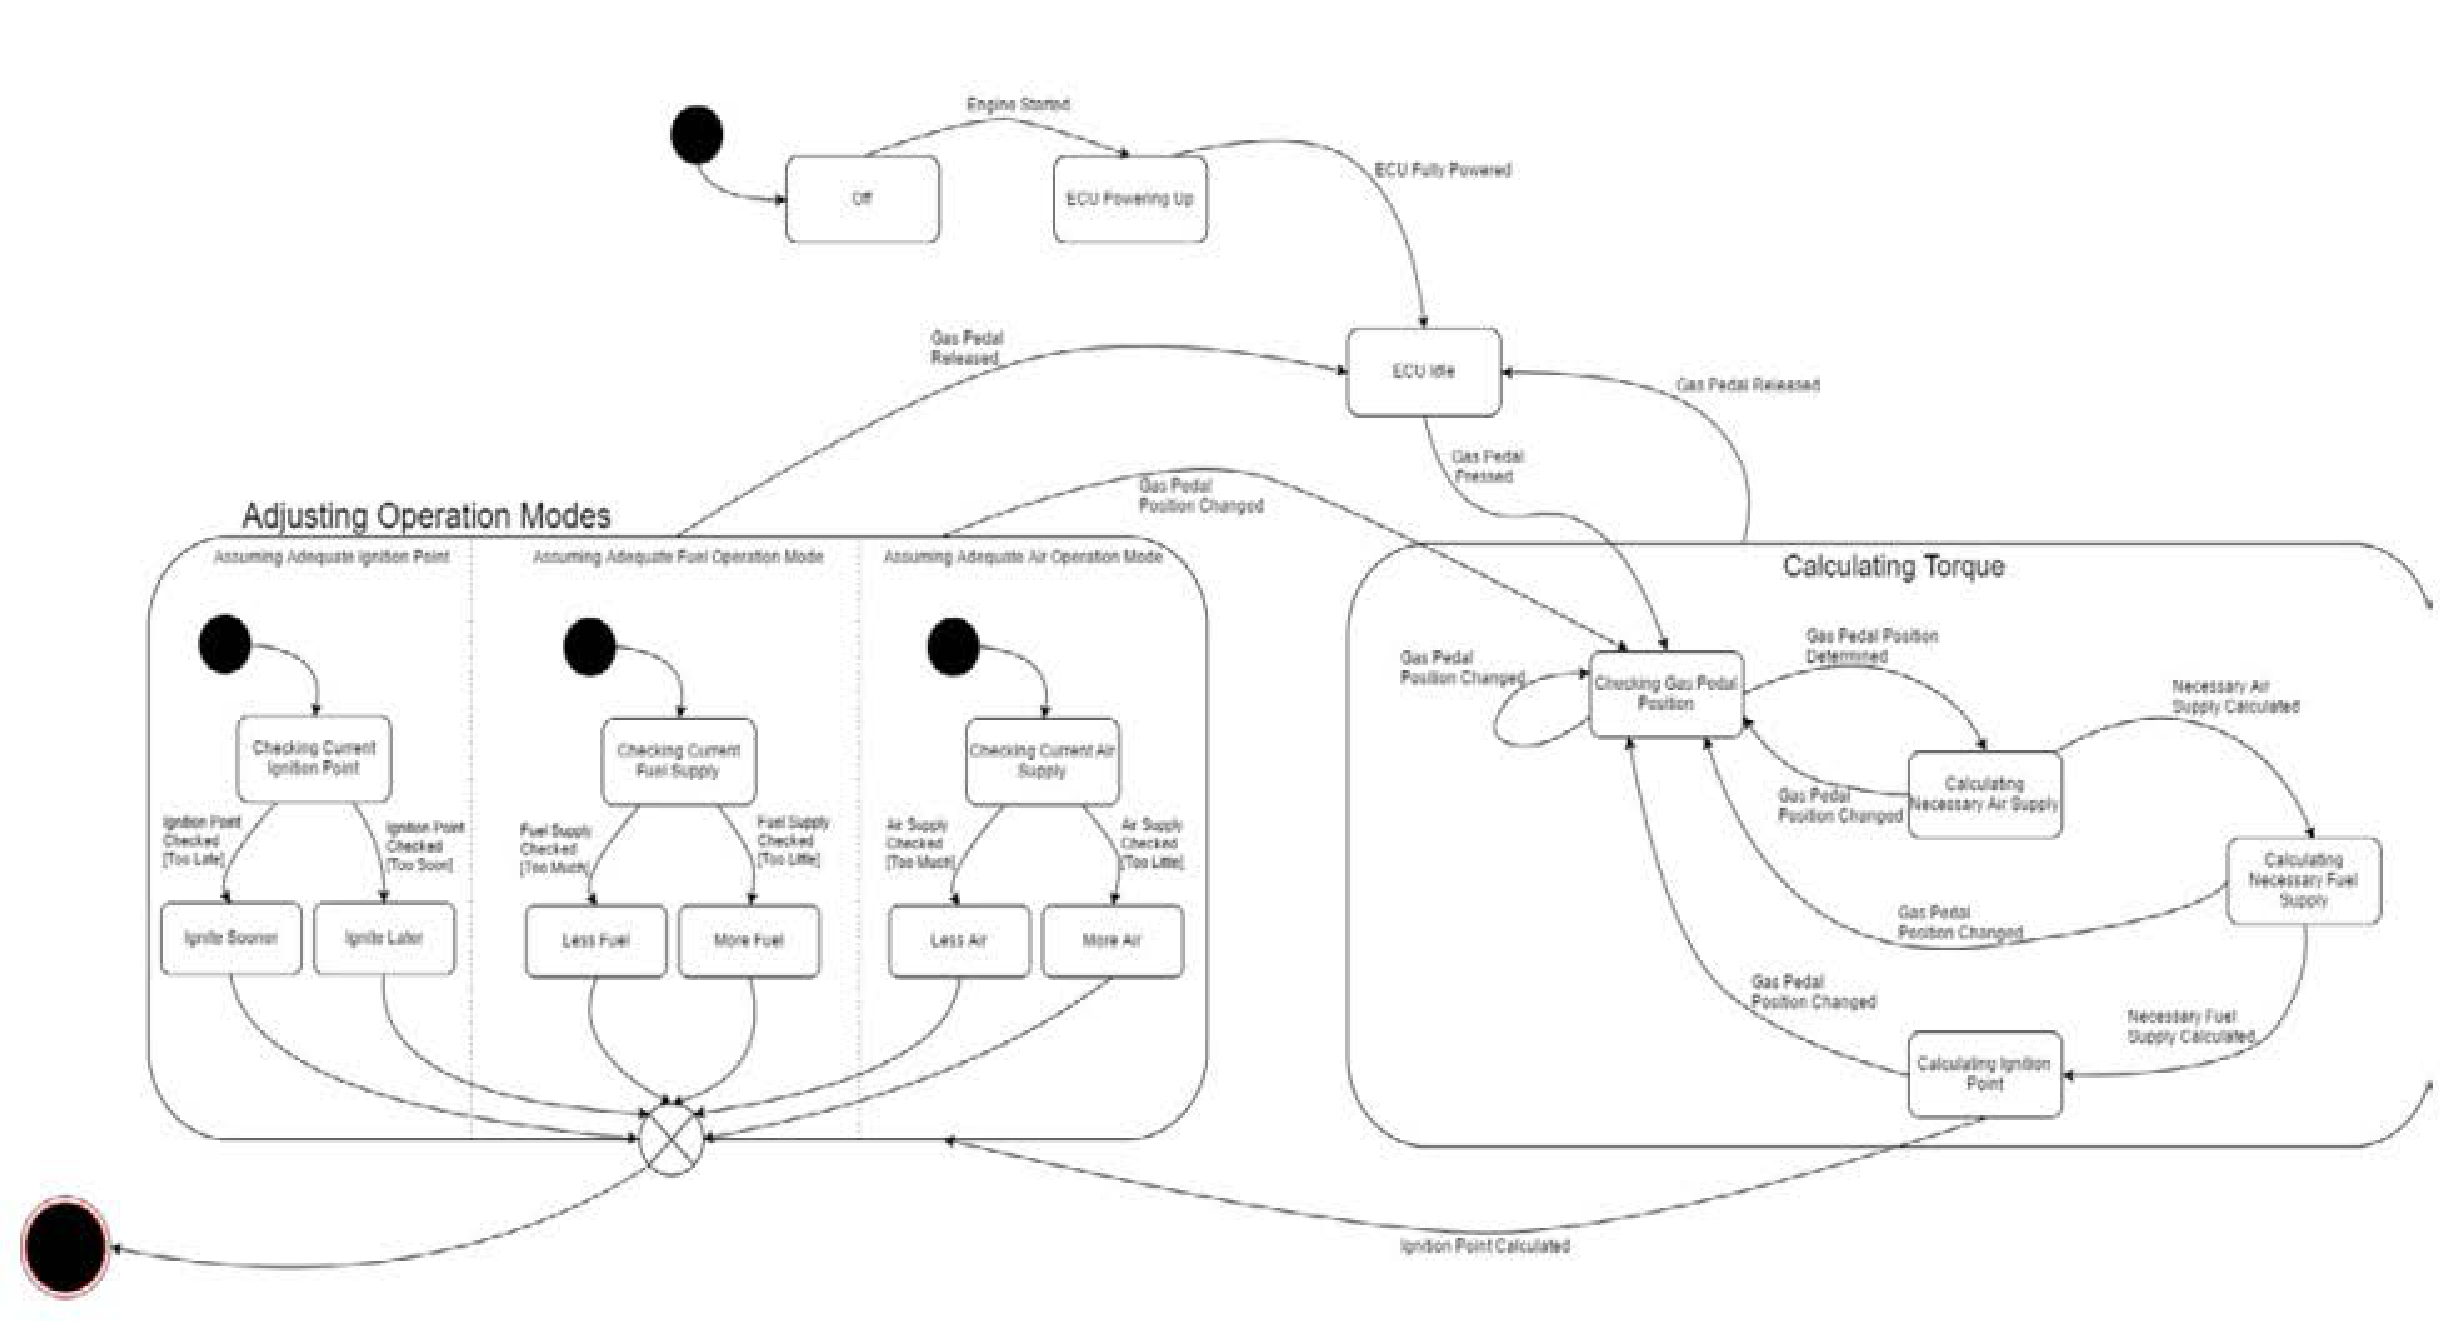 Engine Started
Off
ECU Powering Up
ECU Fully Powered
Gas Pedal
Released
ECU Idle
Gas Pedal Released
Gas Pedal
Pressed
Gas Pedal
Position Changed
Adjusting Operation Modes
Assuming Adequate Ignition Point
Assuming Adequate Fuel Operation Mode
Assuming Adequate Air Operation Mode
Checking Current
Ignition Point
Checking Current
Fuel Supply
Checking Current Air
Supply
Ignition Point
Checked
[Too Late]
Ignition Point
Checked
[Too Soon]
Fuel Supply
Checked
[Too Much]
Fuel Supply
Checked
[Too Little]
Air Supply
Checked
[Too Much]
Air Supply
Checked
[Too Little]
Ignite Sooner
Ignite Later
Less Fuel
More Fuel
Less Air
More Air
Calculating Torque
Gas Pedal
Position Changed
Checking Gas Pedal
Position
Gas Pedal Position
Determined
Necessary Air
Supply Calculated
Calculating
Necessary Air Supply
Gas Pedal
Position Changed
Calculating
Necessary Fuel
Supply
Gas Pedal
Position Changed
Gas Pedal
Position Changed
Necessary Fuel
Supply Calculated
Calculating Ignition
Point
Ignition Point Calculated